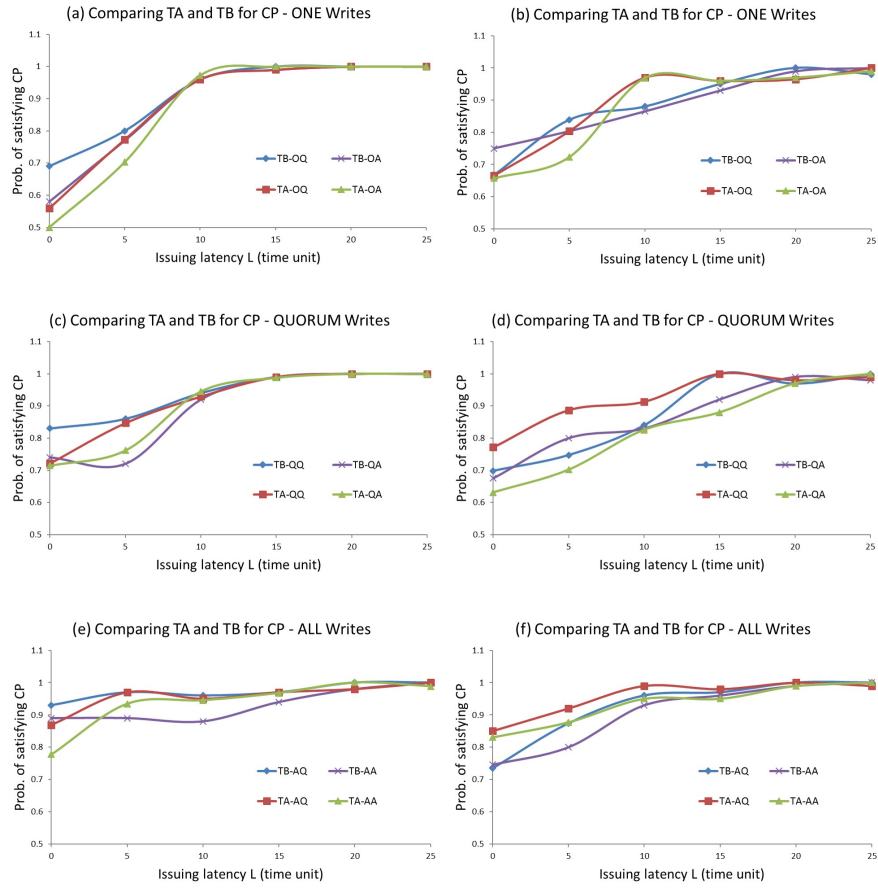 (a) Comparing TA and TB for CP - ONE Writes
Prob. of satisfying CP
1.1
1
0.9
0.8
0.7
0.6
0.5
TB-OQ TB-OA
TA-OQ TA-OA
0 5 10 15 20 25
Issuing latency L (time unit)
(b) Comparing TA and TB for CP - ONE Writes
Prob. of satisfying CP
1.1
1
0.9
0.8
0.7
0.6
0.5
TB-OQ TB-OA
TA-OQ TA-OA
0 5 10 15 20 25
Issuing latency L (time unit)
(c) Comparing TA and TB for CP - QUORUM Writes
Prob. of satisfying CP
1.1
1
0.9
0.8
0.7
0.6
0.5
TB-QQ TB-QA
TA-QQ TA-QA
0 5 10 15 20 25
Issuing latency L (time unit)
(d) Comparing TA and TB for CP - QUORUM Writes
Prob. of satisfying CP
1.1
1
0.9
0.8
0.7
0.6
0.5
TB-QQ TB-QA
TA-QQ TA-QA
0 5 10 15 20 25
Issuing latency L (time unit)
(e) Comparing TA and TB for CP - ALL Writes
Prob. of satisfying CP
1.1
1
0.9
0.8
0.7
0.6
0.5
TB-AQ TB-AA
TA-AQ TA-AA
0 5 10 15 20 25
Issuing latency L (time unit)
(f) Comparing TA and TB for CP - ALL Writes
Prob. of satisfying CP
1.1
1
0.9
0.8
0.7
0.6
0.5
TB-AQ TB-AA
TA-AQ TA-AA
0 5 10 15 20 25
Issuing latency L (time unit)